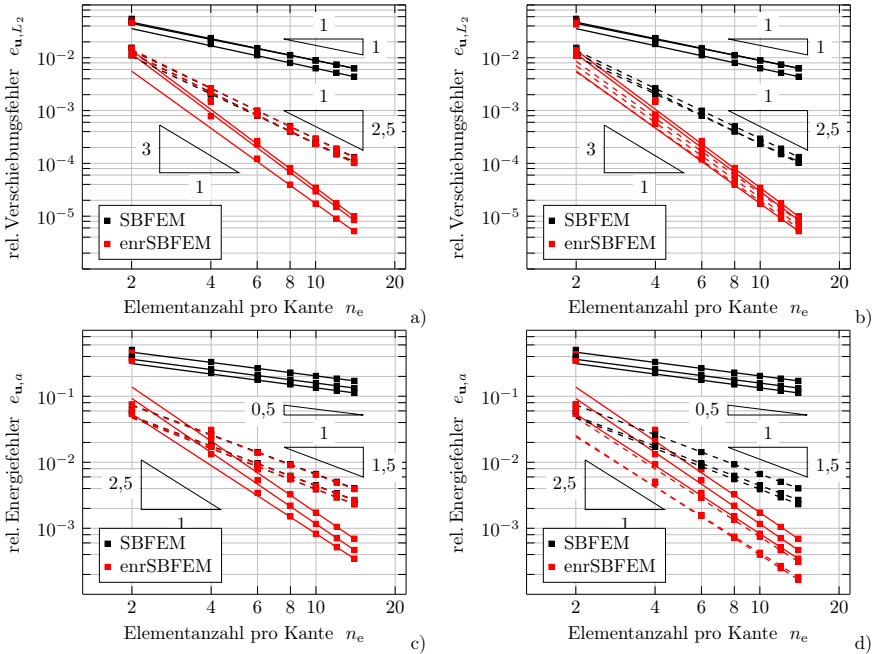 rel. Verschiebungsfehler e_{u,L_2}
10^{-2}
10^{-3}
10^{-4}
10^{-5}
1
1
1
2,5
3
1
SBFEM
enrSBFEM
2 4 6 8 10 20
Elementanzahl pro Kante n_e
a)
rel. Verschiebungsfehler e_{u,L_2}
10^{-2}
10^{-3}
10^{-4}
10^{-5}
1
1
1
2,5
3
1
SBFEM
enrSBFEM
2 4 6 8 10 20
Elementanzahl pro Kante n_e
b)
rel. Energiefehler e_{u,a}
10^{-1}
10^{-2}
10^{-3}
0,5
1
1,5
2,5
1
SBFEM
enrSBFEM
2 4 6 8 10 20
Elementanzahl pro Kante n_e
c)
rel. Energiefehler e_{u,a}
10^{-1}
10^{-2}
10^{-3}
0,5
1
1,5
2,5
1
SBFEM
enrSBFEM
2 4 6 8 10 20
Elementanzahl pro Kante n_e
d)